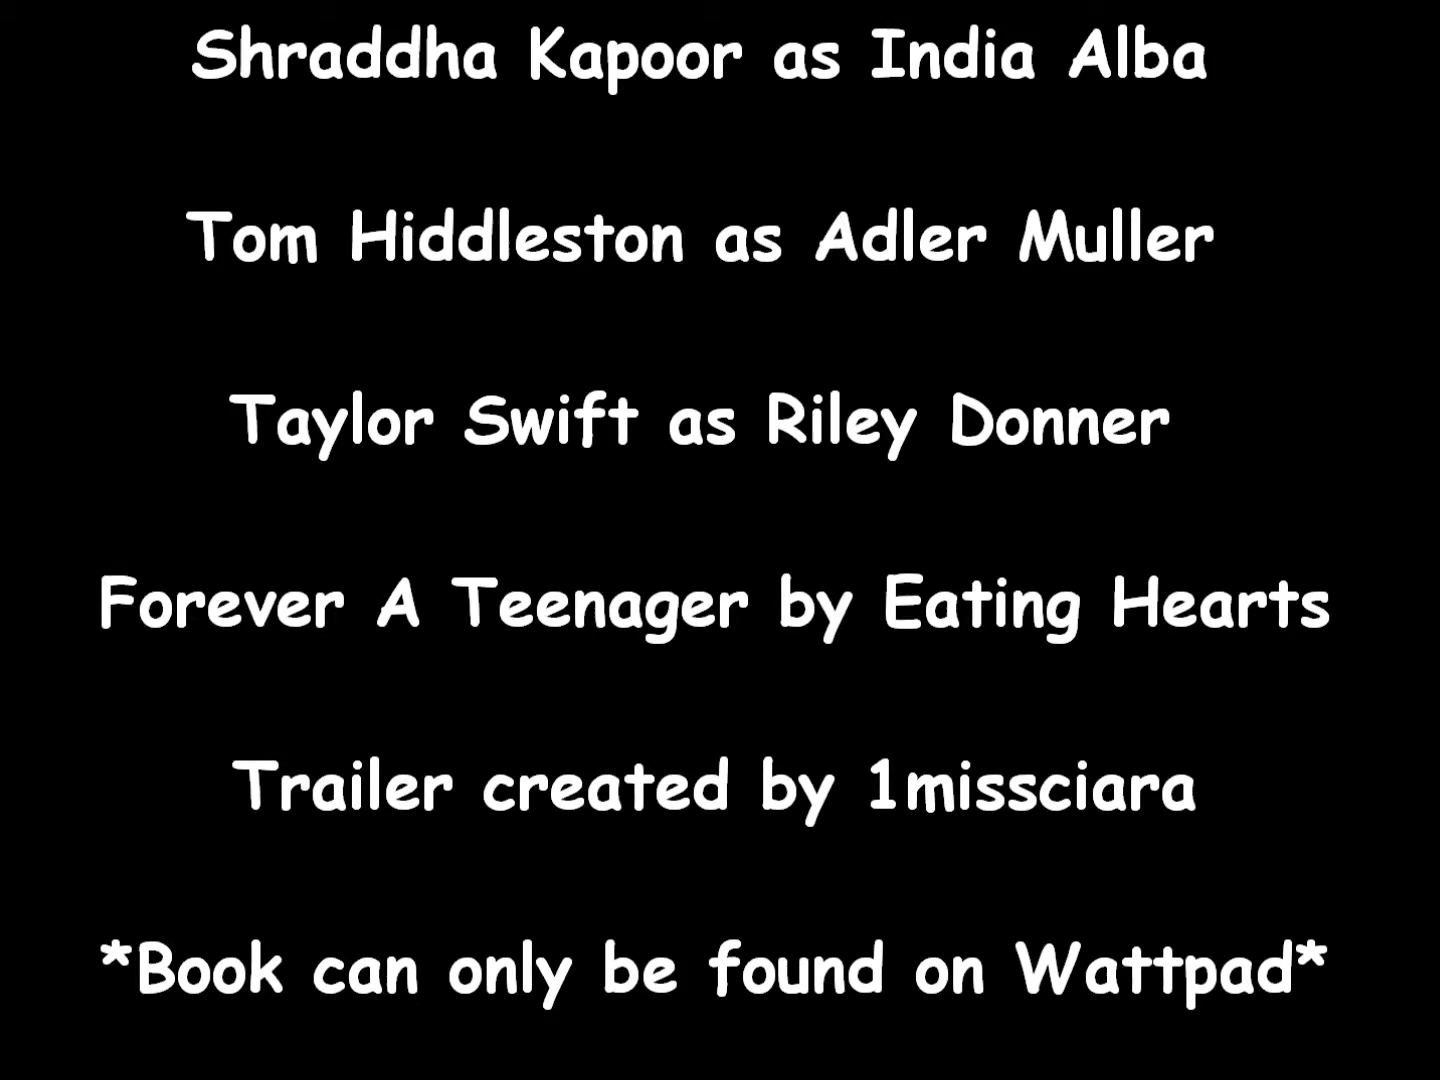 Shraddha Kapoor as India Alba
Tom Hiddleston as Adler Muller
Taylor Swift as Riley Donner
Forever A Teenager by Eating Hearts
Trailer created by 1missciara
*Book can only be found on Wattpad*